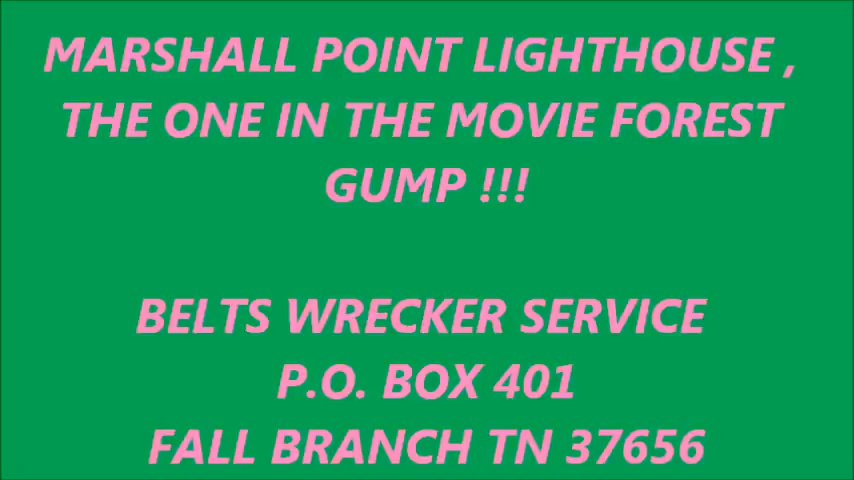 MARSHALL POINT LIGHTHOUSE ,
THE ONE IN THE MOVIE FOREST
GUMP !!!
BELTS WRECKER SERVICE
P.O. BOX 401
FALL BRANCH TN 37656